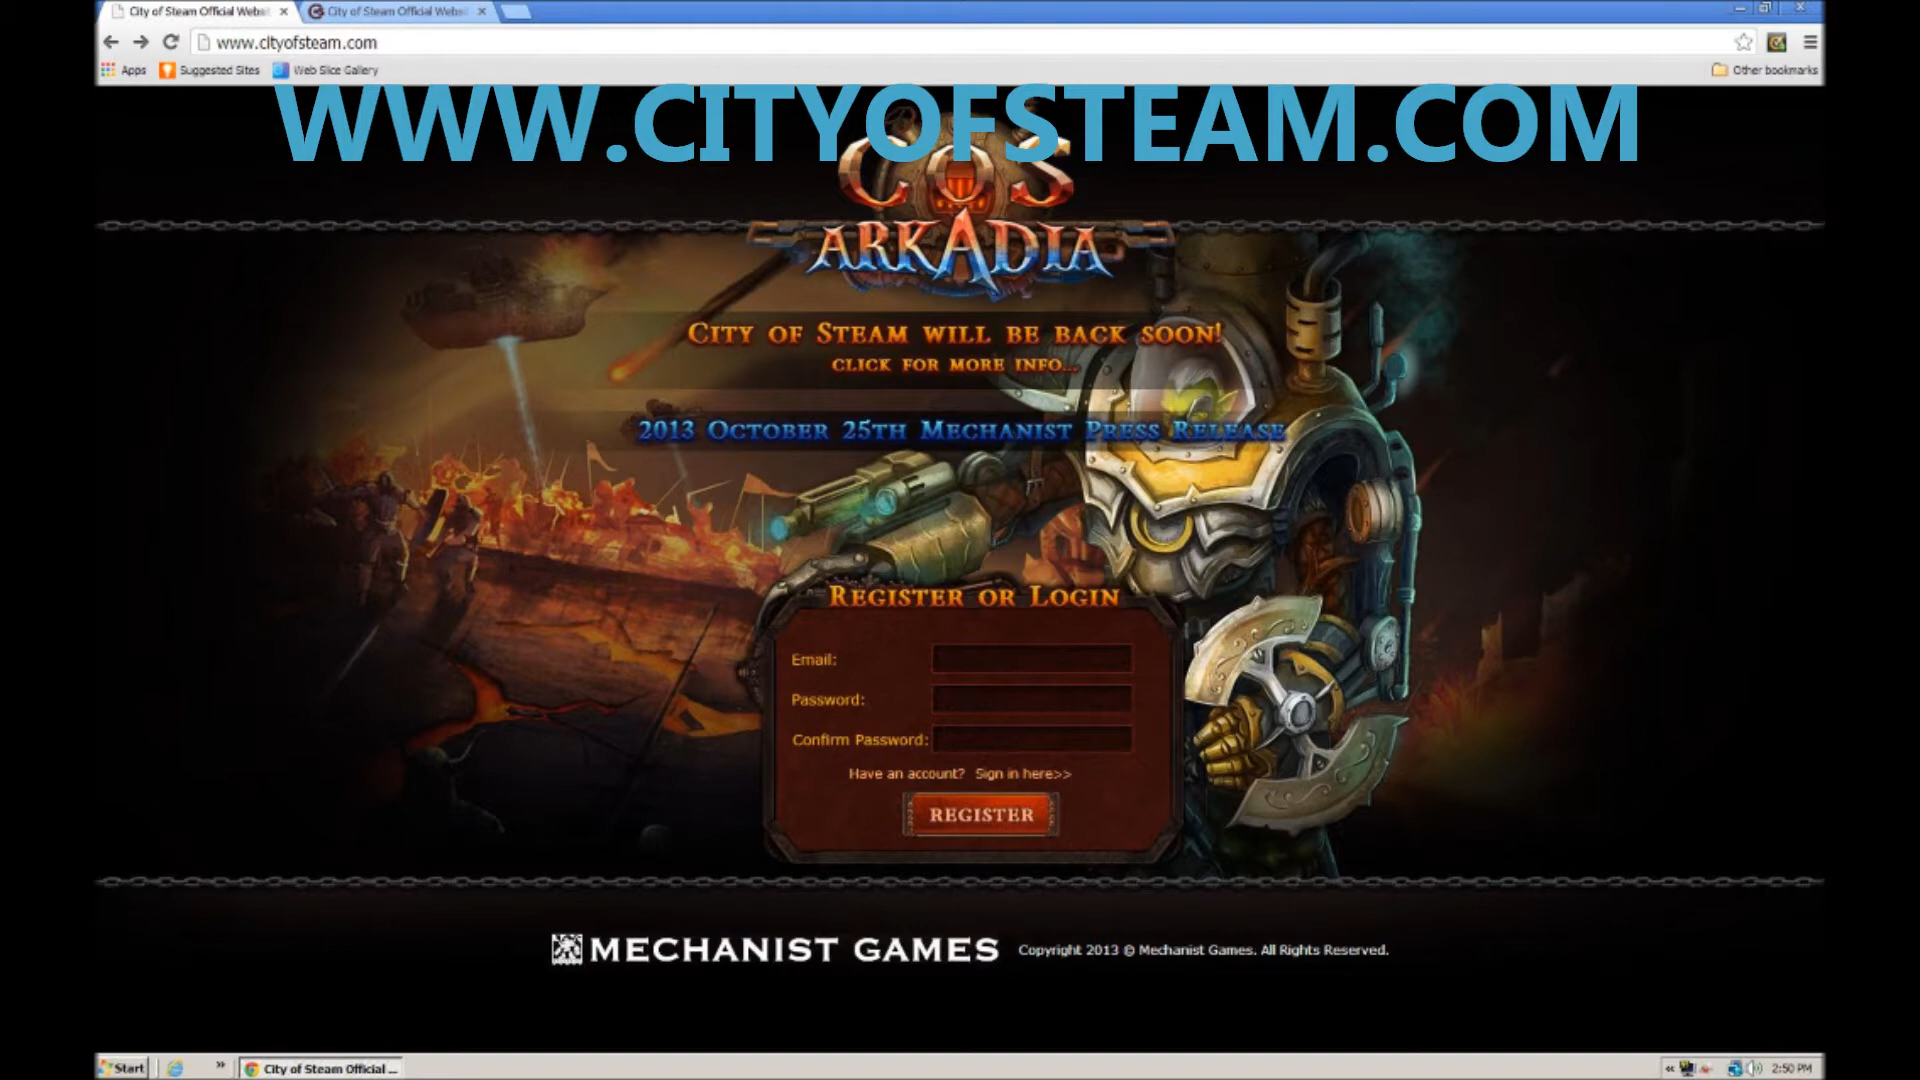 City of Steam Official Websi
City of Steam Official Websi
www.cityofsteam.com
Apps
Suggested Sites
Web Slice Gallery
Other bookmarks
WWW.CITYOFSTEAM.COM
COS
ARKADIA
City of Steam will be back soon!
click for more info...
2013 October 25th Mechanist Press Release
Register or Login
Email:
Password:
Confirm Password:
Have an account? Sign in here>>
REGISTER
MECHANIST GAMES
Copyright 2013 © Mechanist Games. All Rights Reserved.
Start
»
City of Steam Official ...
«
2:50 PM